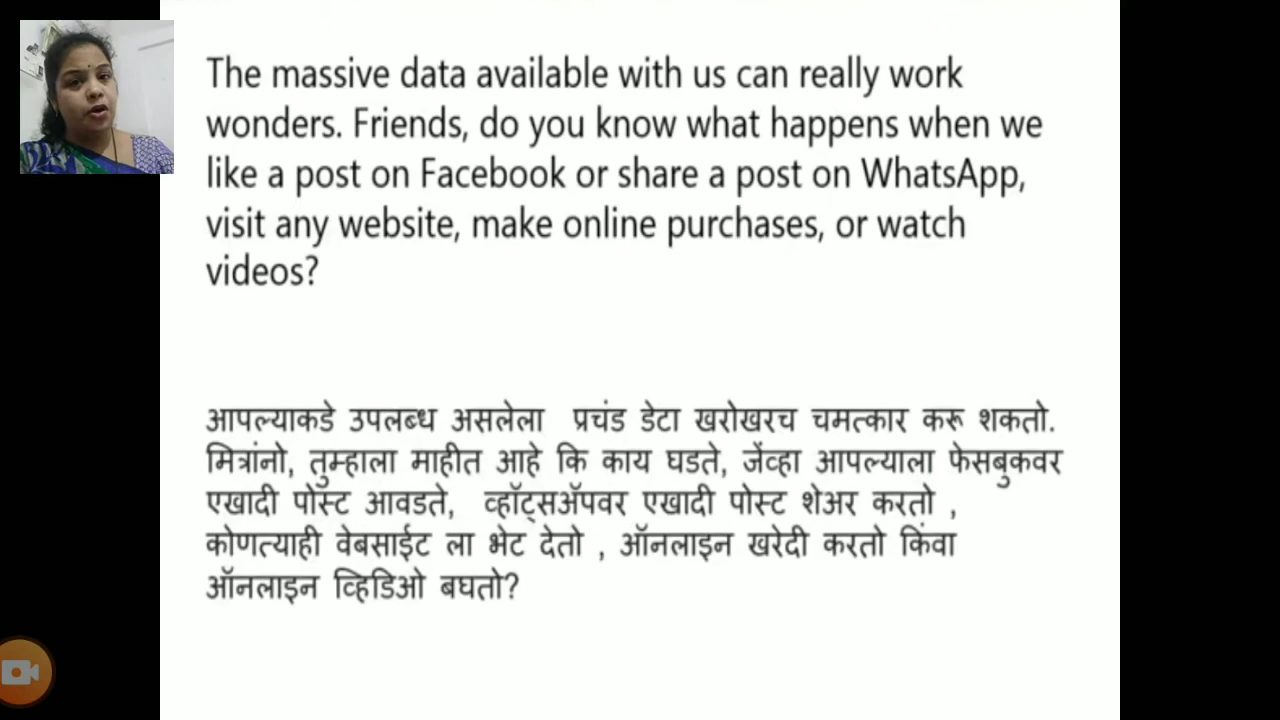 The massive data available with us can really work
wonders. Friends, do you know what happens when we
like a post on Facebook or share a post on WhatsApp,
visit any website, make online purchases, or watch
videos?
आपल्याकडे उपलब्ध असलेला प्रचंड डेटा खरोखरच चमत्कार करू शकतो.
मित्रांनो, तुम्हाला माहीत आहे कि काय घडते, जेंव्हा आपल्याला फेसबुकवर
एखादी पोस्ट आवडते, व्हॉट्सॲपवर एखादी पोस्ट शेअर करतो ,
कोणत्याही वेबसाईट ला भेट देतो , ऑनलाइन खरेदी करतो किंवा
ऑनलाइन व्हिडिओ बघतो?